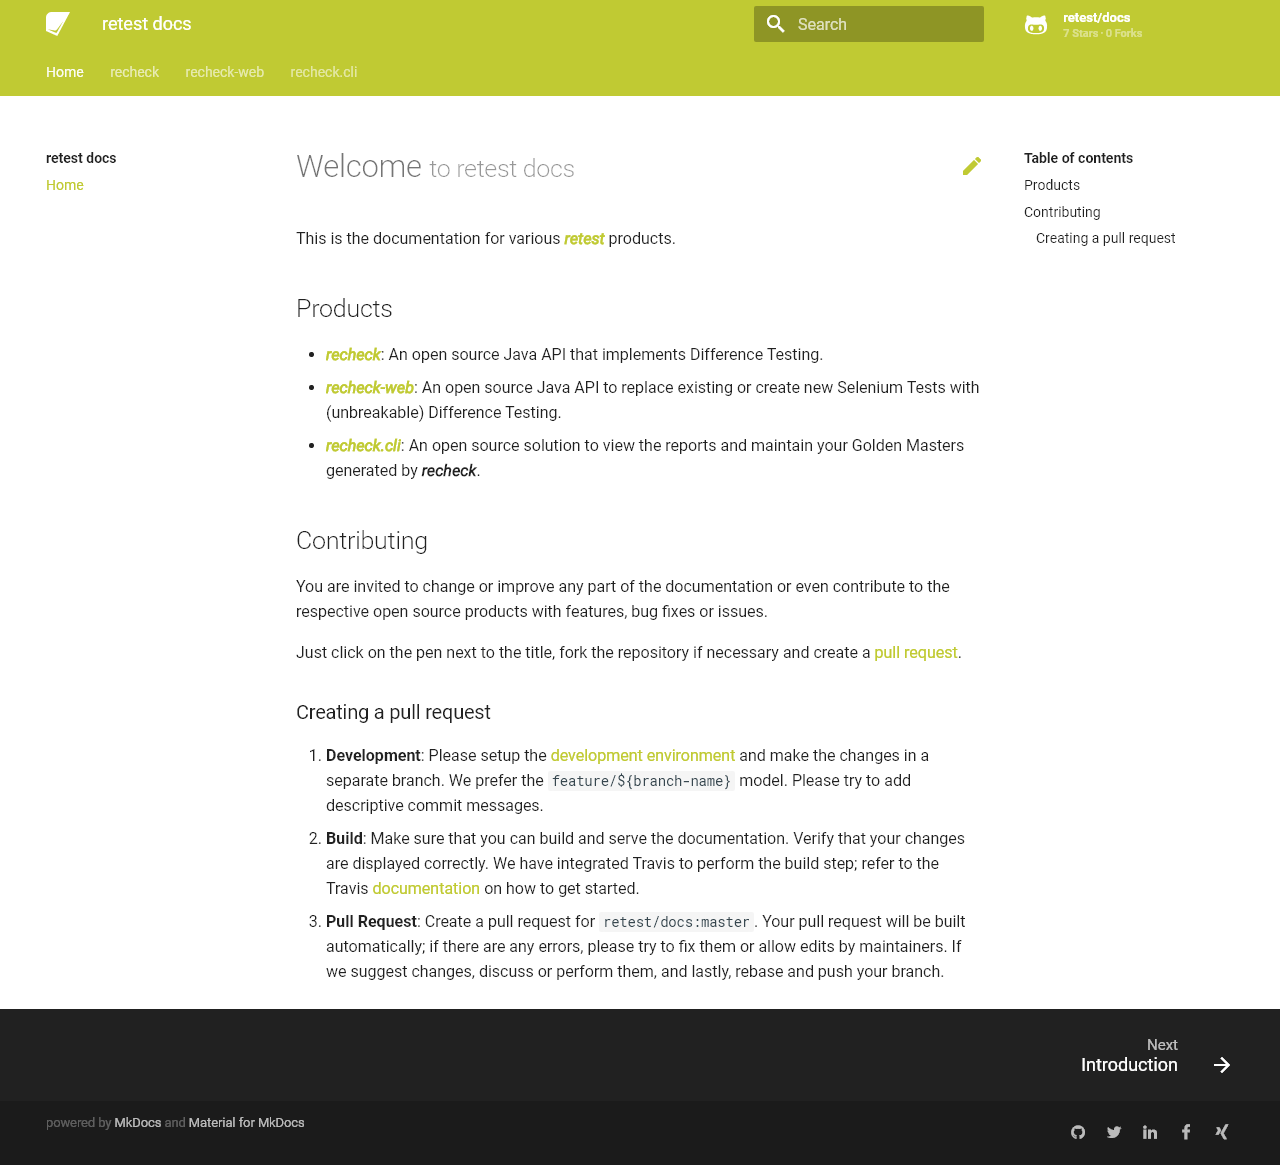 retest docs
Search
retest/docs
7 Stars · 0 Forks
Home recheck recheck-web recheck.cli
retest docs
Home
Welcome to retest docs
This is the documentation for various retest products.
Products
• recheck: An open source Java API that implements Difference Testing.
• recheck-web: An open source Java API to replace existing or create new Selenium Tests with
(unbreakable) Difference Testing.
• recheck.cli: An open source solution to view the reports and maintain your Golden Masters
generated by recheck.
Contributing
You are invited to change or improve any part of the documentation or even contribute to the
respective open source products with features, bug fixes or issues.
Just click on the pen next to the title, fork the repository if necessary and create a pull request.
Creating a pull request
1. Development: Please setup the development environment and make the changes in a
separate branch. We prefer the feature/${branch-name} model. Please try to add
descriptive commit messages.
2. Build: Make sure that you can build and serve the documentation. Verify that your changes
are displayed correctly. We have integrated Travis to perform the build step; refer to the
Travis documentation on how to get started.
3. Pull Request: Create a pull request for retest/docs:master. Your pull request will be built
automatically; if there are any errors, please try to fix them or allow edits by maintainers. If
we suggest changes, discuss or perform them, and lastly, rebase and push your branch.
Table of contents
Products
Contributing
Creating a pull request
Next
Introduction
powered by MkDocs and Material for MkDocs